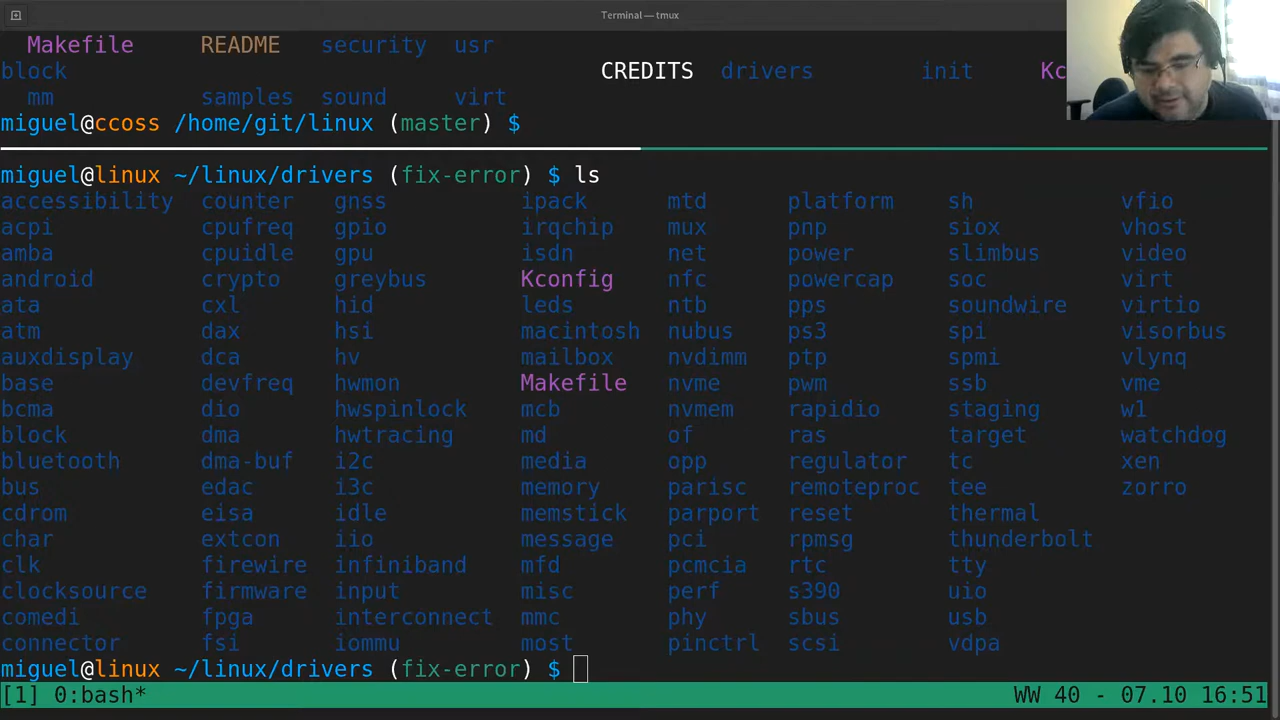 Terminal — tmux
Makefile README security usr
block CREDITS drivers init Kc
mm samples sound virt
miguel@ccoss /home/git/linux (master) $
miguel@linux ~/linux/drivers (fix-error) $ ls
accessibility counter gnss ipack mtd platform sh vfio
acpi cpufreq gpio irqchip mux pnp siox vhost
amba cpuidle gpu isdn net power slimbus video
android crypto greybus Kconfig nfc powercap soc virt
ata cxl hid leds ntb pps soundwire virtio
atm dax hsi macintosh nubus ps3 spi visorbus
auxdisplay dca hv mailbox nvdimm ptp spmi vlynq
base devfreq hwmon Makefile nvme pwm ssb vme
bcma dio hwspinlock mcb nvmem rapidio staging w1
block dma hwtracing md of ras target watchdog
bluetooth dma-buf i2c media opp regulator tc xen
bus edac i3c memory parisc remoteproc tee zorro
cdrom eisa idle memstick parport reset thermal
char extcon iio message pci rpmsg thunderbolt
clk firewire infiniband mfd pcmcia rtc tty
clocksource firmware input misc perf s390 uio
comedi fpga interconnect mmc phy sbus usb
connector fsi iommu most pinctrl scsi vdpa
miguel@linux ~/linux/drivers (fix-error) $
[1] 0:bash* WW 40 - 07.10 16:51